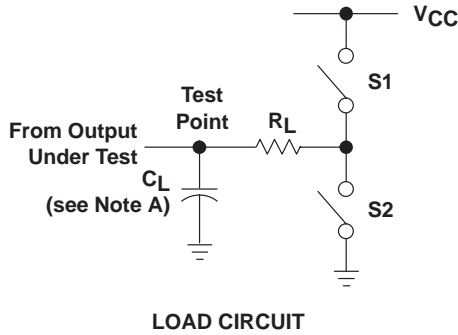 VCC
S1
Test
Point
RL
From Output
Under Test
CL
(see Note A)
S2
LOAD CIRCUIT